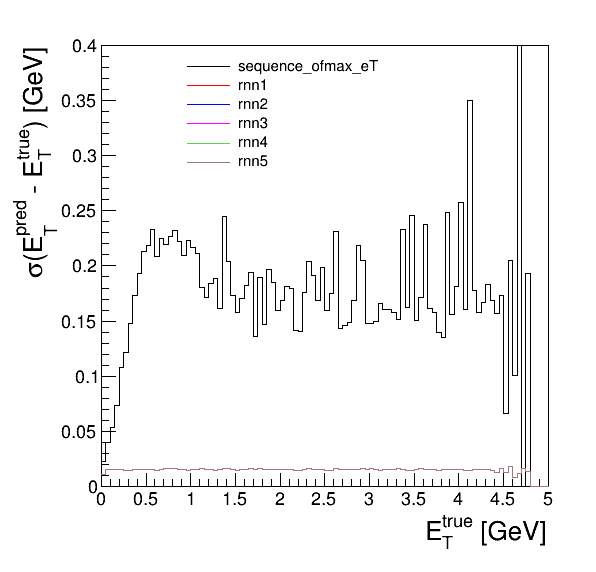 σ(E_T^pred - E_T^true) [GeV]
0.4
0.35
0.3
0.25
0.2
0.15
0.1
0.05
0
sequence_ofmax_eT
rnn1
rnn2
rnn3
rnn4
rnn5
0 0.5 1 1.5 2 2.5 3 3.5 4 4.5 5
E_T^true [GeV]